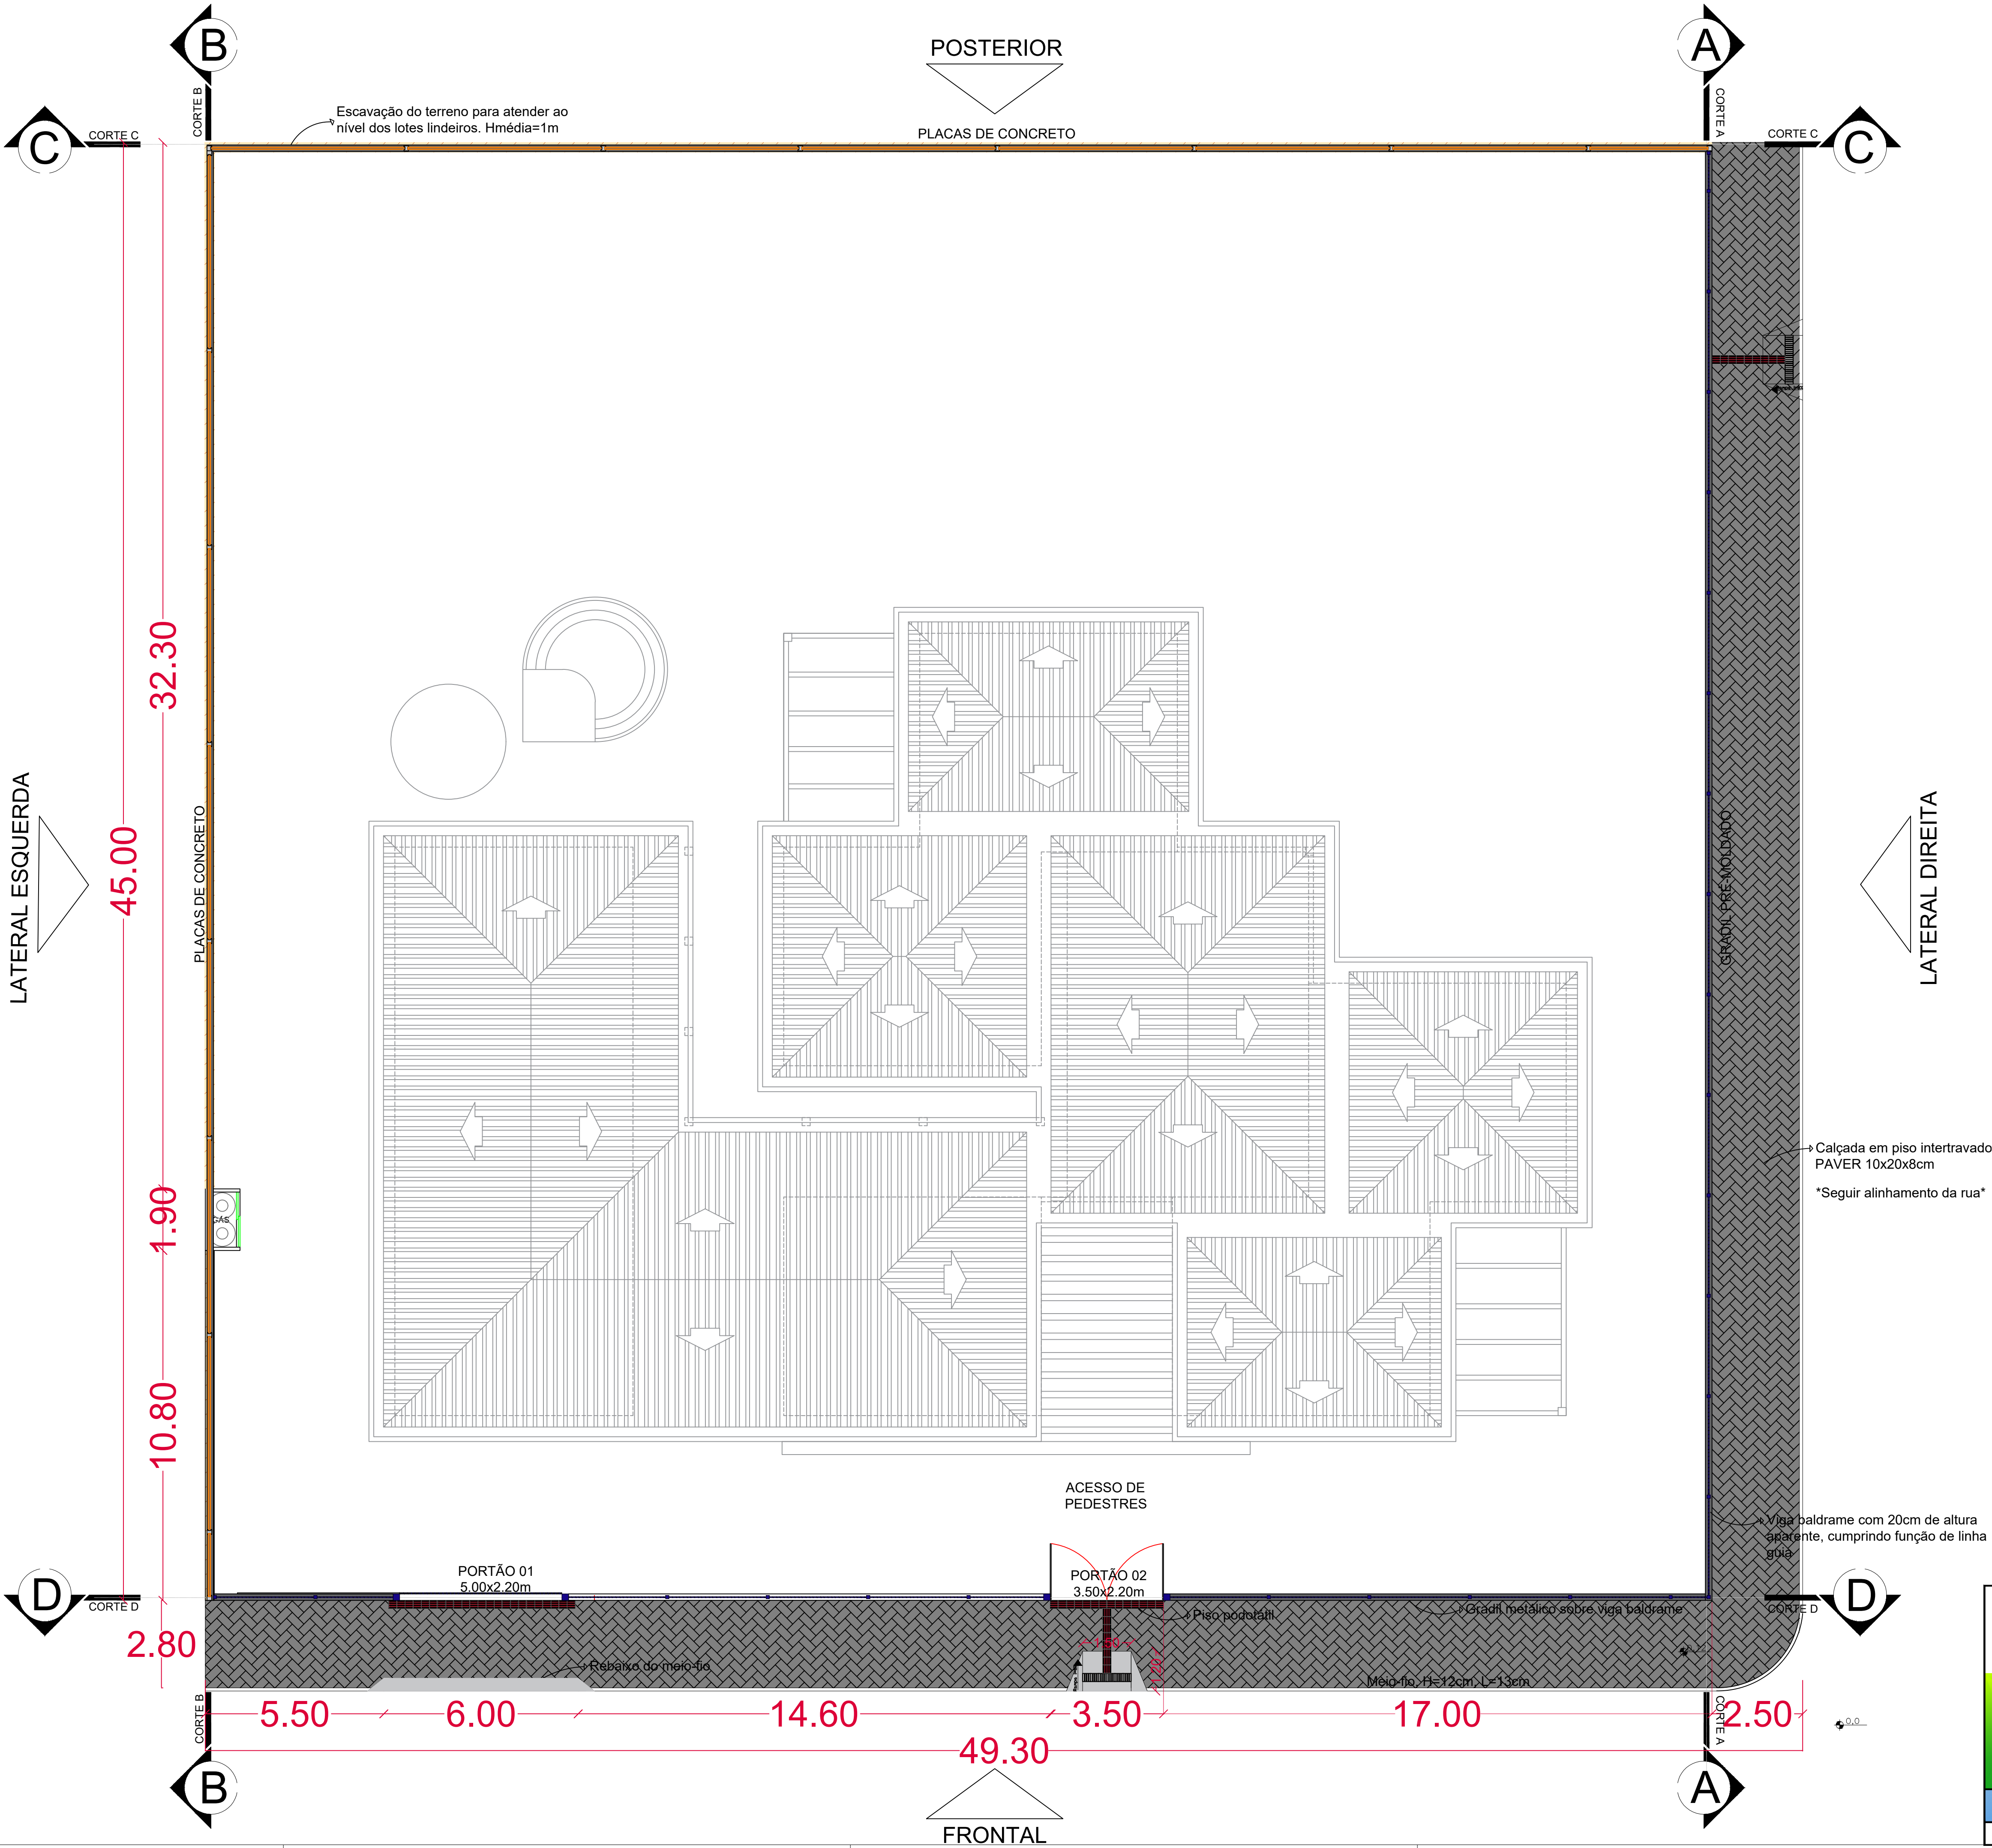 B
POSTERIOR
A
CORTE B
Escavação do terreno para atender ao
nível dos lotes lindeiros. Hmédia=1m
PLACAS DE CONCRETO
CORTE A
C
CORTE C
CORTE C
C
32.30
45.00
LATERAL ESQUERDA
PLACAS DE CONCRETO
GRADIL PRÉ-MOLDADO
LATERAL DIREITA
Calçada em piso intertravado
PAVER 10x20x8cm
*Seguir alinhamento da rua*
1.90
GÁS
10.80
ACESSO DE
PEDESTRES
Viga baldrame com 20cm de altura
aparente, cumprindo função de linha
guia
PORTÃO 01
5.00x2.20m
PORTÃO 02
3.50x2.20m
D
CORTE D
CORTE D
D
Piso podotátil
Gradil metálico sobre viga baldrame
2.80
Rebaixo do meio-fio
1.20
Meio-fio, H=12cm, L=13cm
CORTE B
5.50
6.00
14.60
3.50
17.00
CORTE A
2.50
0.0
49.30
B
A
FRONTAL